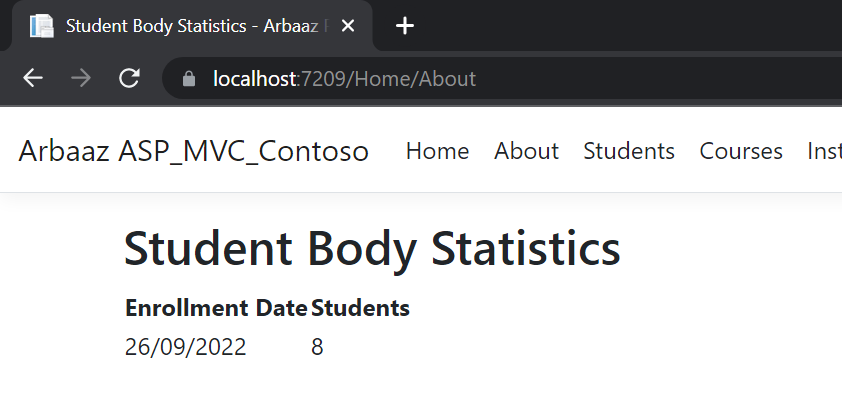 Student Body Statistics - Arbaaz
localhost:7209/Home/About
Arbaaz ASP_MVC_Contoso Home About Students Courses Inst
Student Body Statistics
Enrollment Date Students
26/09/2022 8